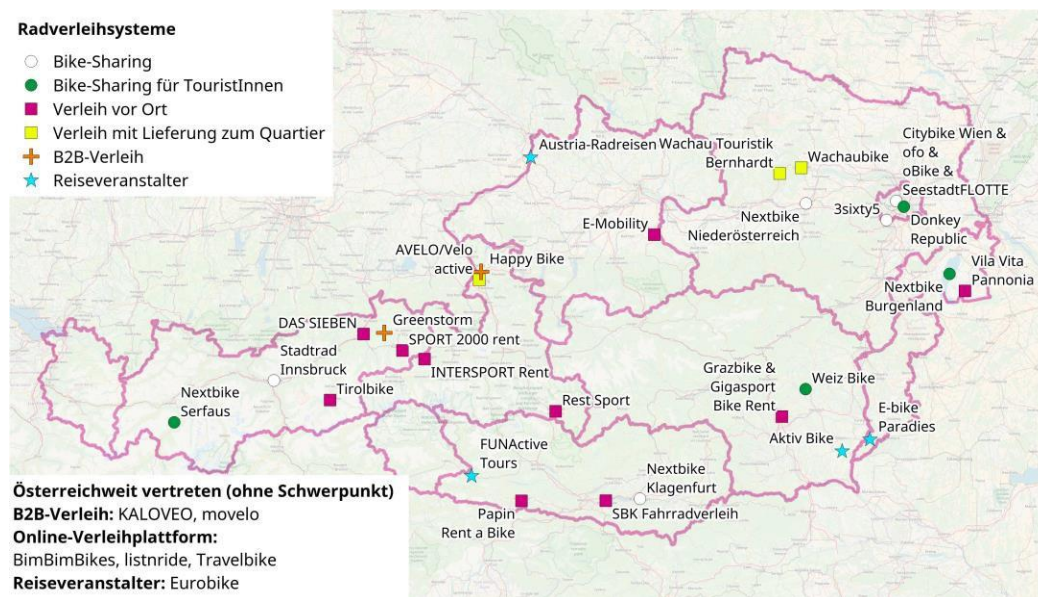 Radverleihsysteme
Bike-Sharing
Bike-Sharing für TouristInnen
Verleih vor Ort
Verleih mit Lieferung zum Quartier
B2B-Verleih
Reiseveranstalter
Austria-Radreisen
Wachau Touristik
Bernhardt
Wachaubike
Citybike Wien &
ofo &
oBike &
SeestadtFLOTTE
3sixty5
Donkey
Republic
Nextbike
Niederösterreich
E-Mobility
AVELO/Velo
active
Happy Bike
Vila Vita
Pannonia
Nextbike
Burgenland
DAS SIEBEN
Greenstorm
SPORT 2000 rent
INTERSPORT Rent
Stadtrad
Innsbruck
Tirolbike
Nextbike
Serfaus
Rest Sport
Grazbike &
Gigasport
Bike Rent
Weiz Bike
Aktiv Bike
E-bike
Paradies
FUNActive
Tours
Nextbike
Klagenfurt
Papin
Rent a Bike
SBK Fahrradverleih
Österreichweit vertreten (ohne Schwerpunkt)
B2B-Verleih: KALOVEO, movelo
Online-Verleihplattform:
BimBimBikes, listnride, Travelbike
Reiseveranstalter: Eurobike